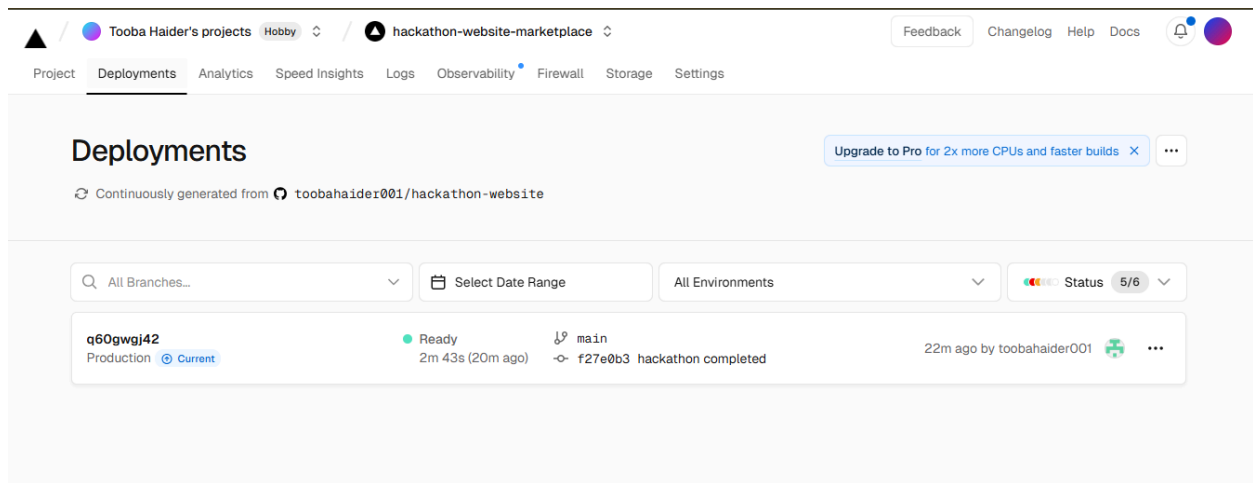 Tooba Haider's projects Hobby hackathon-website-marketplace Feedback Changelog Help Docs
Project Deployments Analytics Speed Insights Logs Observability Firewall Storage Settings
Deployments
Upgrade to Pro for 2x more CPUs and faster builds
Continuously generated from toobahaider001/hackathon-website
All Branches... Select Date Range All Environments Status 5/6
q60gwgj42 Ready main
Production Current 2m 43s (20m ago) f27e0b3 hackathon completed
22m ago by toobahaider001